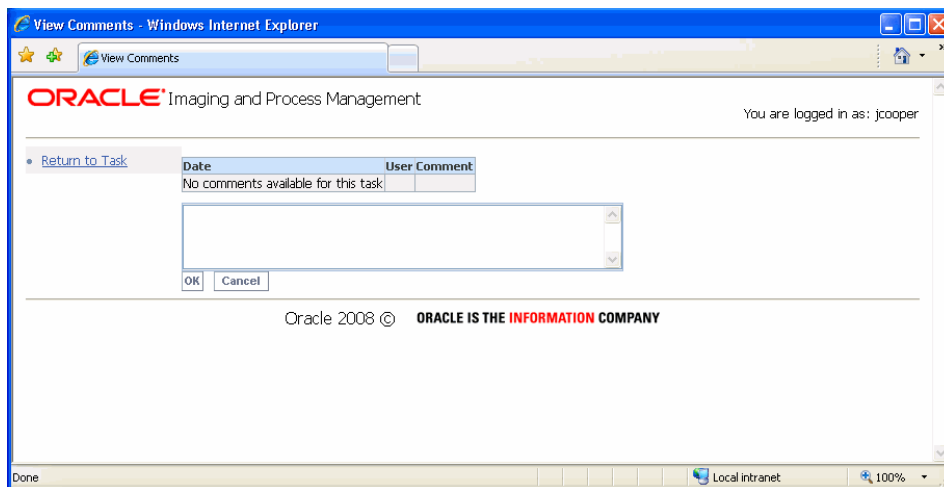 View Comments - Windows Internet Explorer
View Comments
ORACLE® Imaging and Process Management
You are logged in as: jcooper
• Return to Task
Date User Comment
No comments available for this task
OK Cancel
Oracle 2008 © ORACLE IS THE INFORMATION COMPANY
Done Local intranet 100%